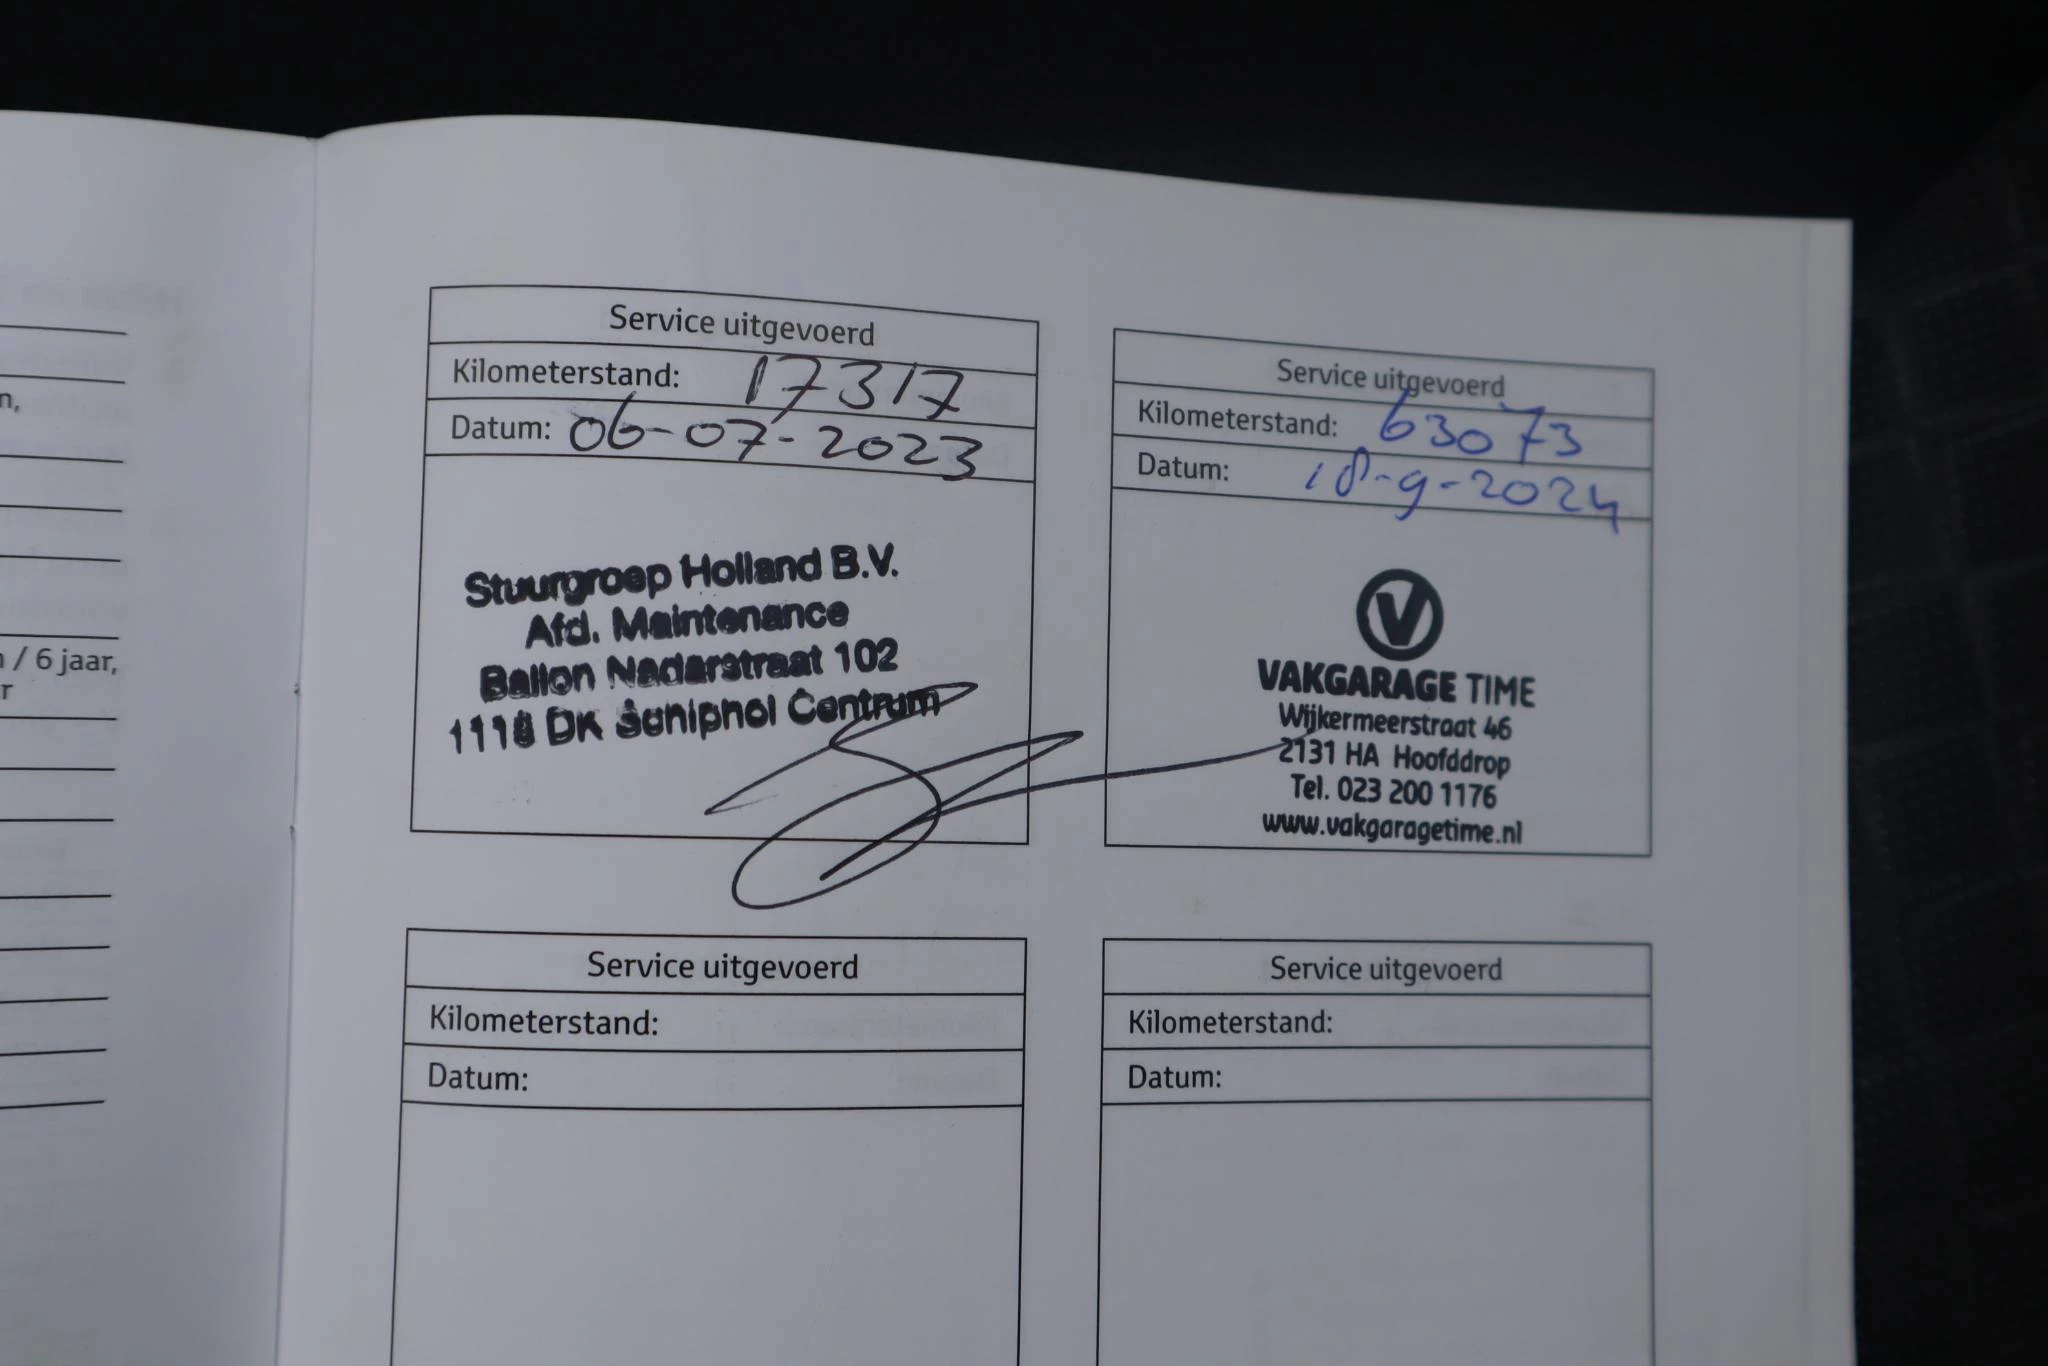 n,
/ 6 jaar,
r
Service uitgevoerd
Kilometerstand: 17317
Datum: 06-07-2023
Stuurgroep Holland B.V.
Afd. Maintenance
Ballon Nadarstraat 102
1118 DK Schiphol Centrum
Service uitgevoerd
Kilometerstand: 63073
Datum: 18-9-2024
V
VAKGARAGE TIME
Wijkermeerstraat 46
2131 HA Hoofddrop
Tel. 023 200 1176
www.vakgaragetime.nl
Service uitgevoerd
Kilometerstand:
Datum:
Service uitgevoerd
Kilometerstand:
Datum: